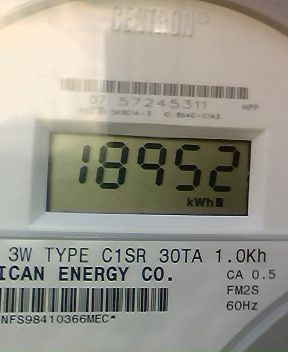 CENTRON®
07 57245311 NPF
18952
kWh
3W TYPE C1SR 30TA 1.0Kh
ICAN ENERGY CO. CA 0.5
FM2S
60Hz
NFS98410366MEC*